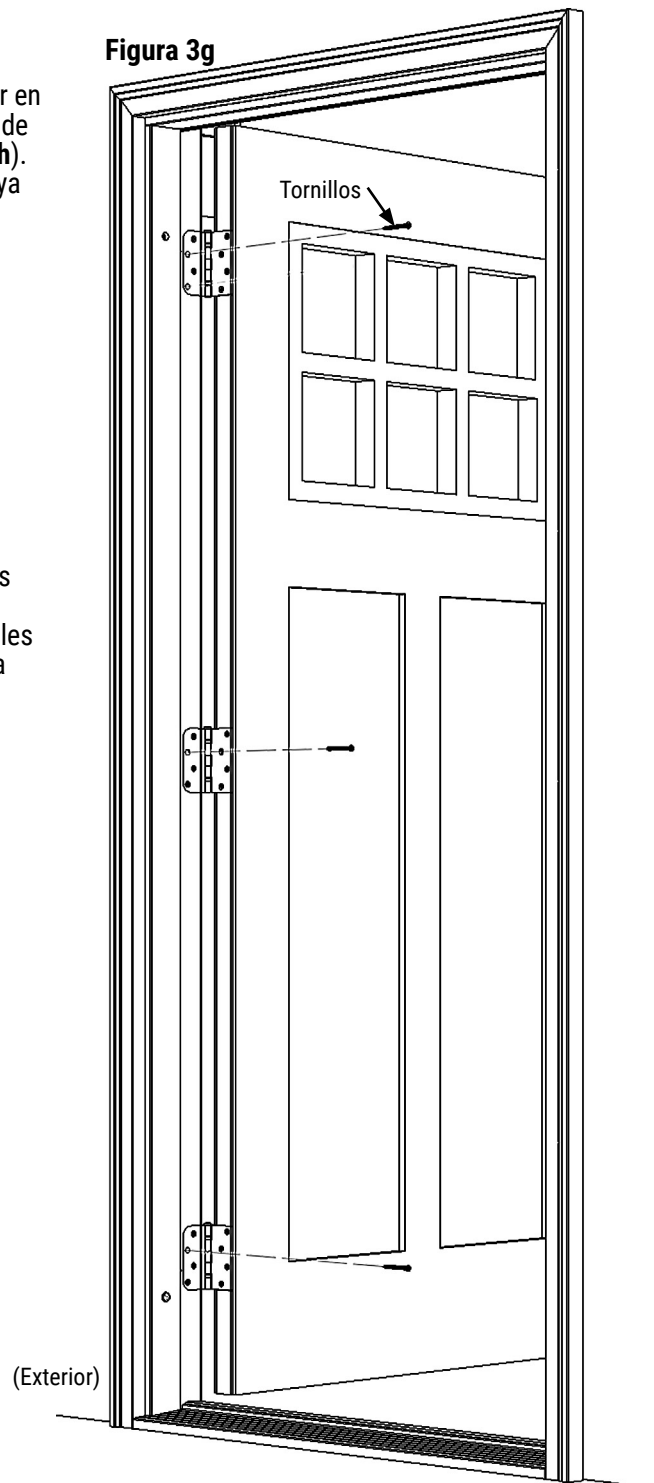 Figura 3g
r en
de
h).
ya
Tornillos
s
les
a
(Exterior)